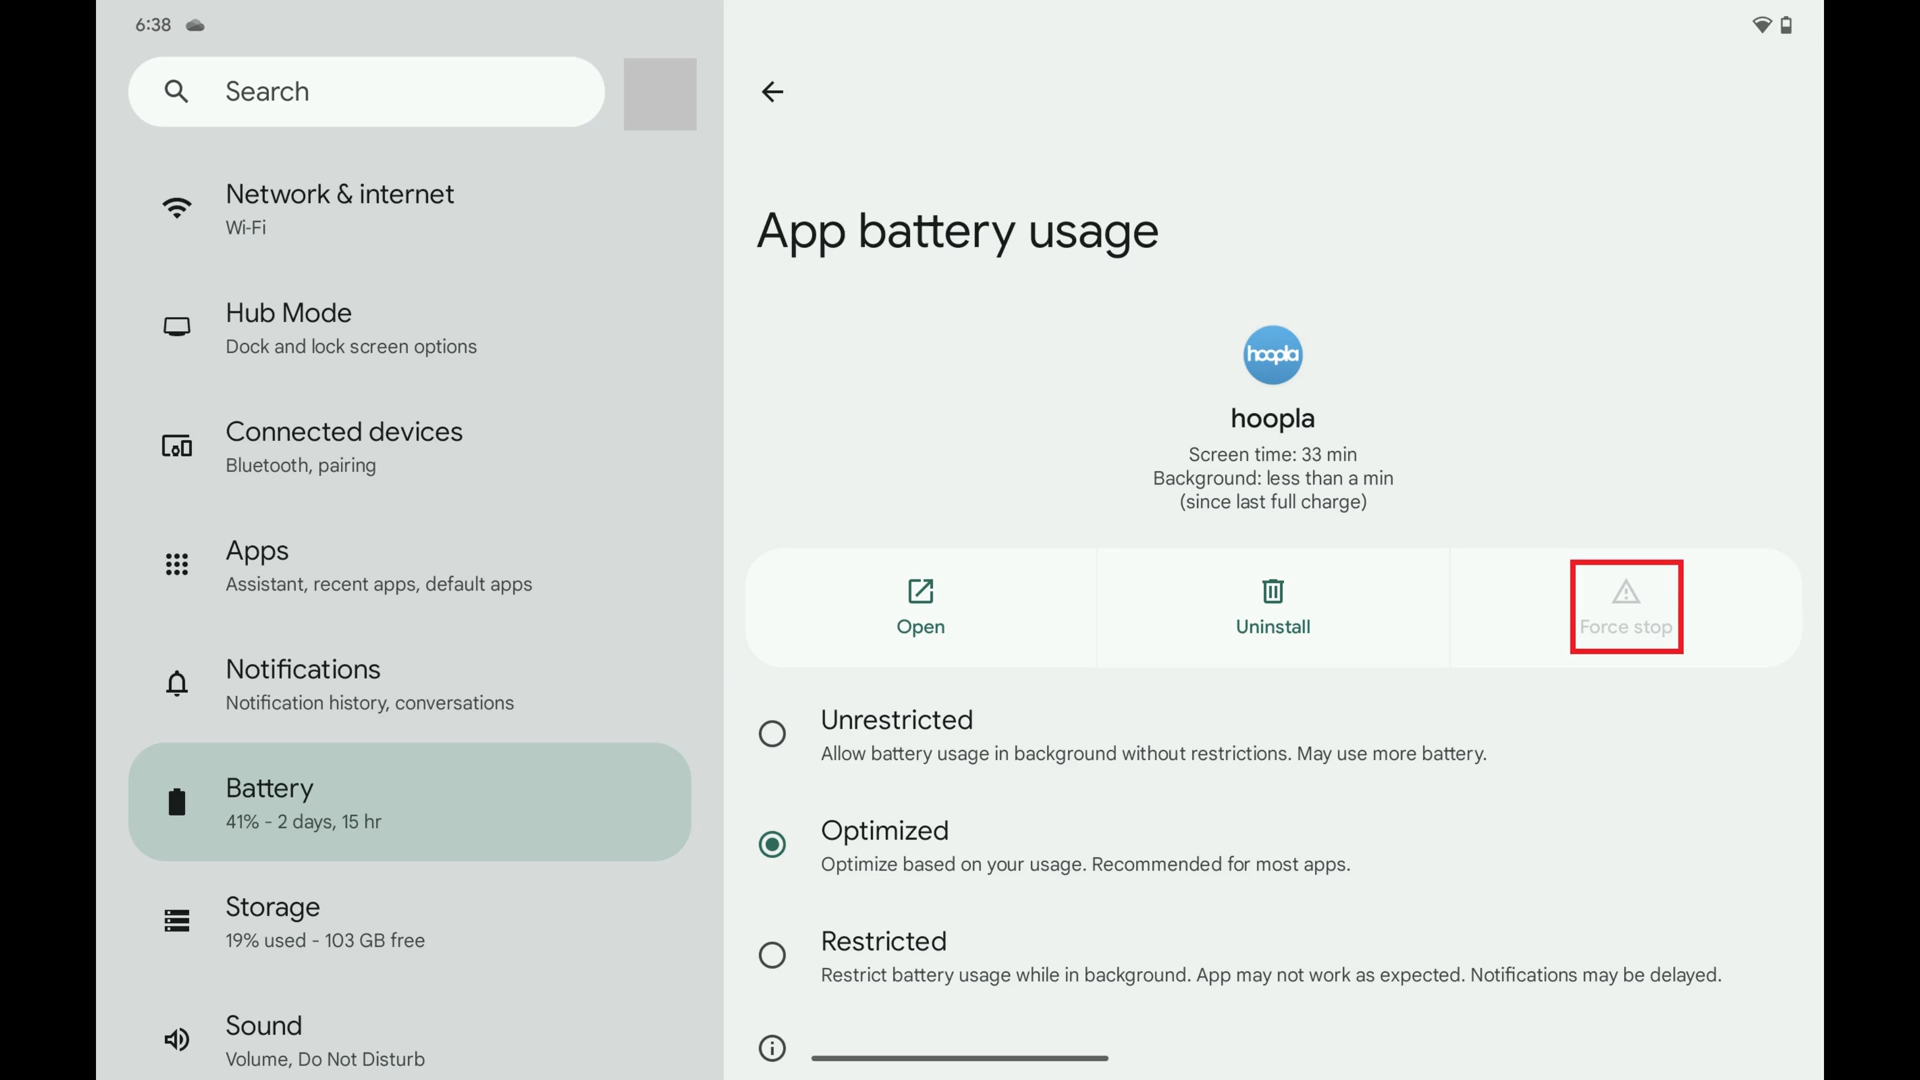 6:38
Search
Network & internet
Wi-Fi
Hub Mode
Dock and lock screen options
Connected devices
Bluetooth, pairing
Apps
Assistant, recent apps, default apps
Notifications
Notification history, conversations
Battery
41% - 2 days, 15 hr
Storage
19% used - 103 GB free
Sound
Volume, Do Not Disturb
App battery usage
hoopla
hoopla
Screen time: 33 min
Background: less than a min
(since last full charge)
Open
Uninstall
Force stop
Unrestricted
Allow battery usage in background without restrictions. May use more battery.
Optimized
Optimize based on your usage. Recommended for most apps.
Restricted
Restrict battery usage while in background. App may not work as expected. Notifications may be delayed.